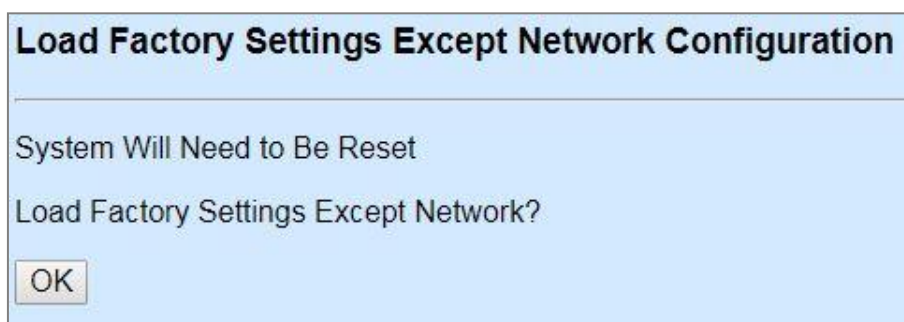 Load Factory Settings Except Network Configuration
System Will Need to Be Reset
Load Factory Settings Except Network?
OK